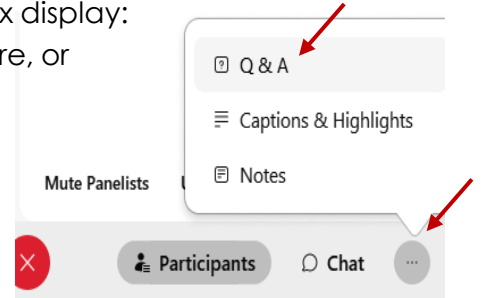 x display:
re, or
Q & A
Captions & Highlights
Notes
Mute Panelists
Participants
Chat